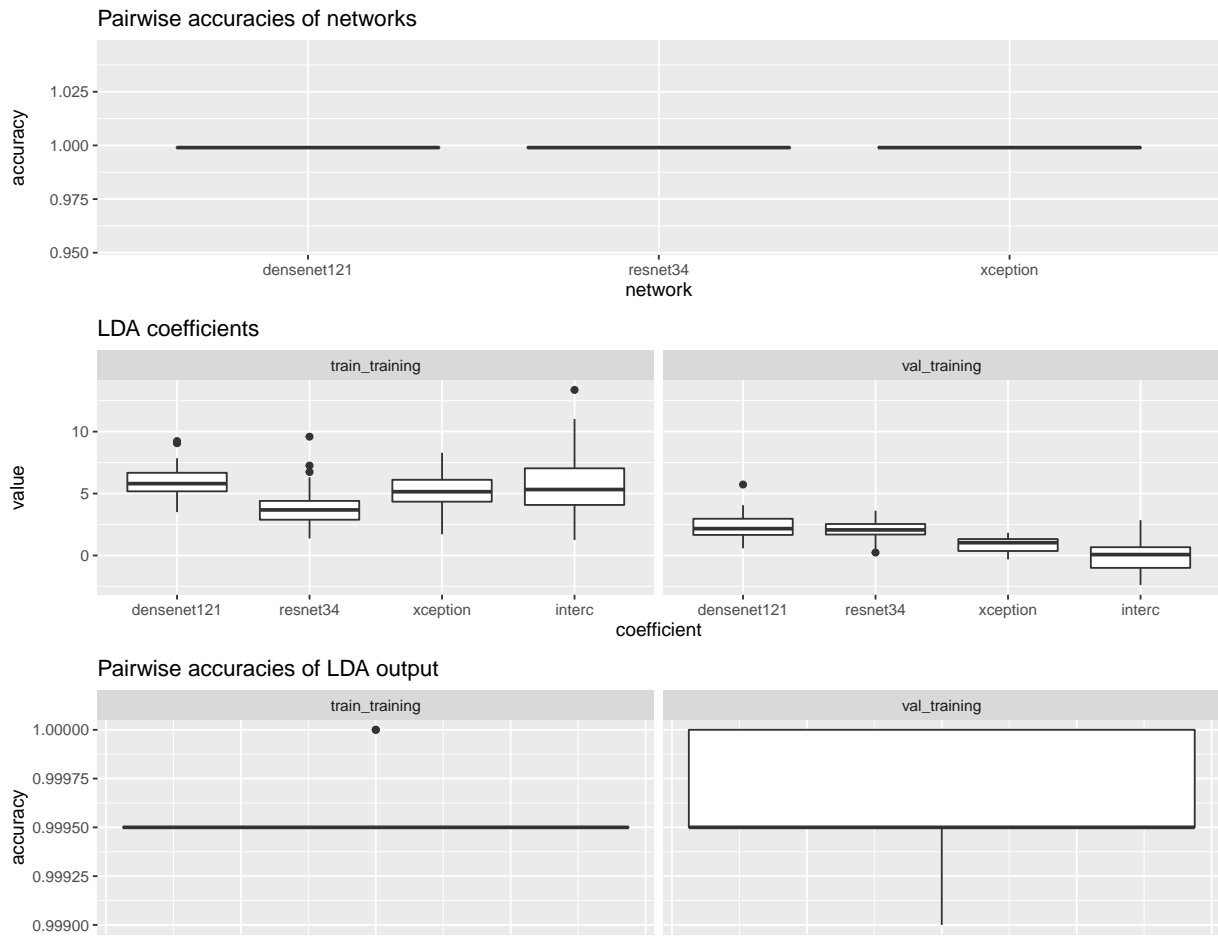 Pairwise accuracies of networks
accuracy
1.025
1.000
0.975
0.950
densenet121 resnet34 xception
network
LDA coefficients
train_training val_training
value
10
5
0
densenet121 resnet34 xception interc densenet121 resnet34 xception interc
coefficient
Pairwise accuracies of LDA output
train_training val_training
accuracy
1.00000
0.99975
0.99950
0.99925
0.99900